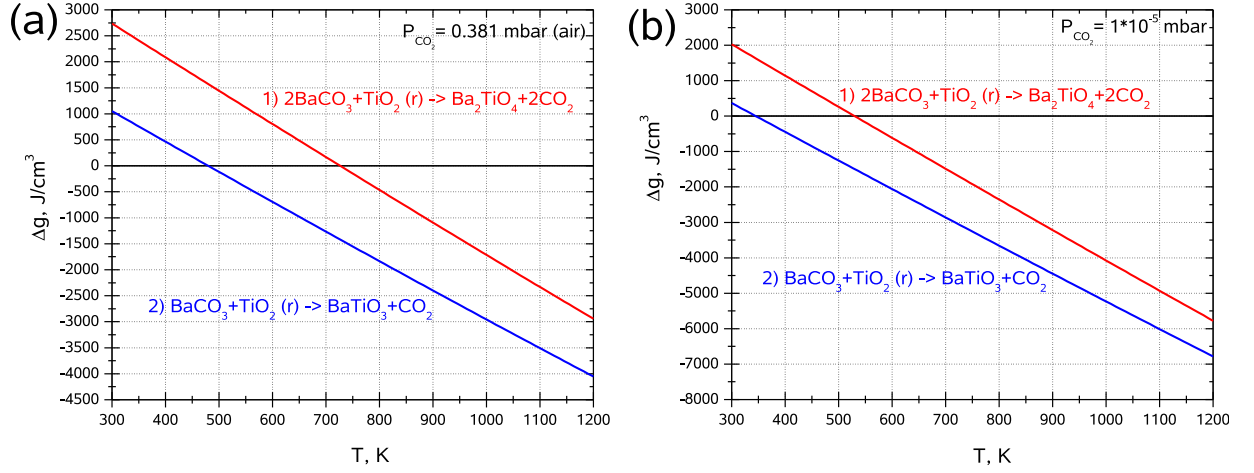 (a)
P_CO₂ = 0.381 mbar (air)
1) 2BaCO₃+TiO₂ (r) -> Ba₂TiO₄+2CO₂
2) BaCO₃+TiO₂ (r) -> BaTiO₃+CO₂
Δg, J/cm³
3000
2500
2000
1500
1000
500
0
-500
-1000
-1500
-2000
-2500
-3000
-3500
-4000
-4500
300 400 500 600 700 800 900 1000 1100 1200
T, K
(b)
P_CO₂ = 1*10⁻⁵ mbar
1) 2BaCO₃+TiO₂ (r) -> Ba₂TiO₄+2CO₂
2) BaCO₃+TiO₂ (r) -> BaTiO₃+CO₂
Δg, J/cm³
3000
2000
1000
0
-1000
-2000
-3000
-4000
-5000
-6000
-7000
-8000
300 400 500 600 700 800 900 1000 1100 1200
T, K